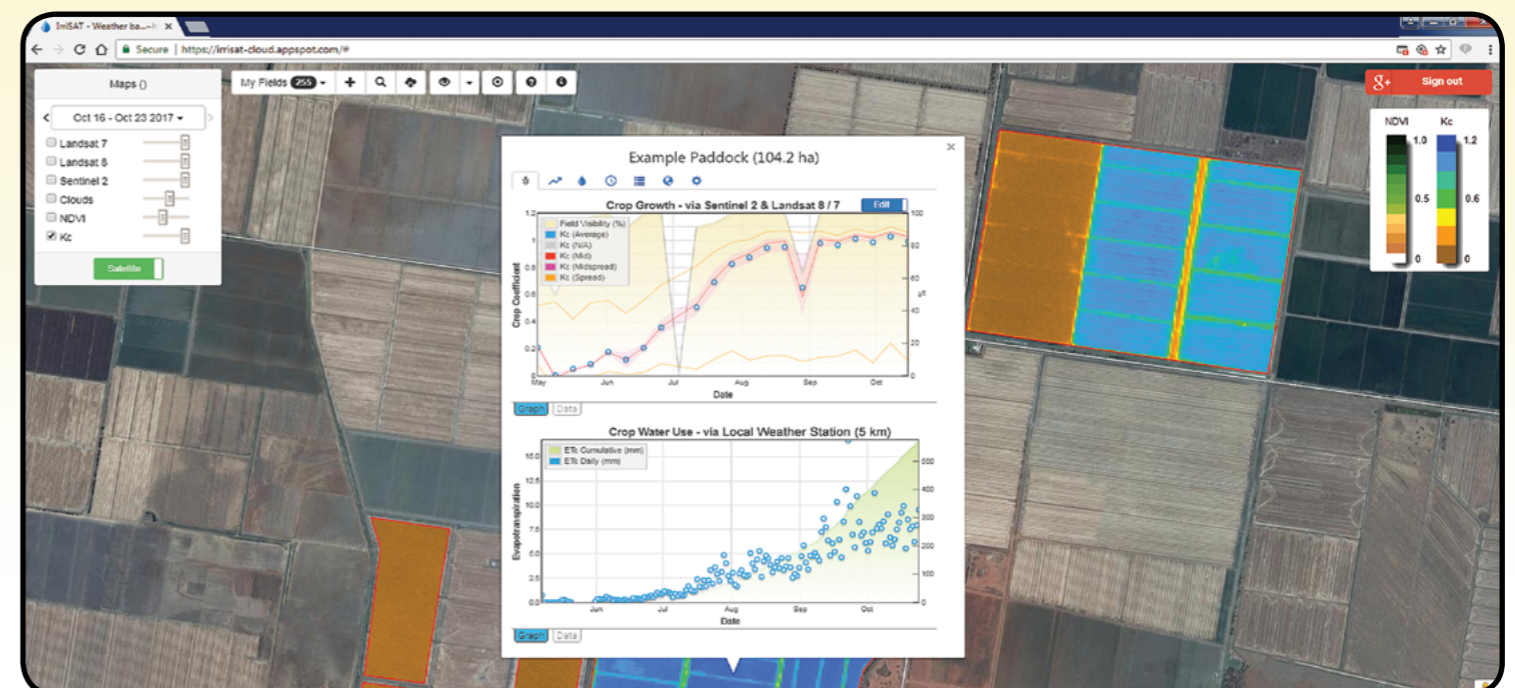 IrriSAT - Weather ba...
Secure | https://irrisat-cloud.appspot.com/#
Maps ()
Oct 16 - Oct 23 2017
Landsat 7
Landsat 8
Sentinel 2
Clouds
NDVI
Kc
Satellite
My Fields 255
g+ Sign out
NDVI Kc
1.0 1.2
0.5 0.6
0 0
Example Paddock (104.2 ha)
Crop Growth - via Sentinel 2 & Landsat 8 / 7
Edit
Field Visibility (%)
Kc (Average)
Kc (N/A)
Kc (Mid)
Kc (Midspread)
Kc (Spread)
Crop Coefficient
1.2
1
0.8
0.6
0.4
0.2
0
100
80
60
40
20
0
%
May Jun Jul Aug Sep Oct
Date
Graph Data
Crop Water Use - via Local Weather Station (5 km)
ETc Cumulative (mm)
ETc Daily (mm)
Evapotranspiration
15.0
12.5
10.0
7.5
5.0
2.5
0.0
500
400
300
200
100
0
Jun Jul Aug Sep Oct
Date
Graph Data